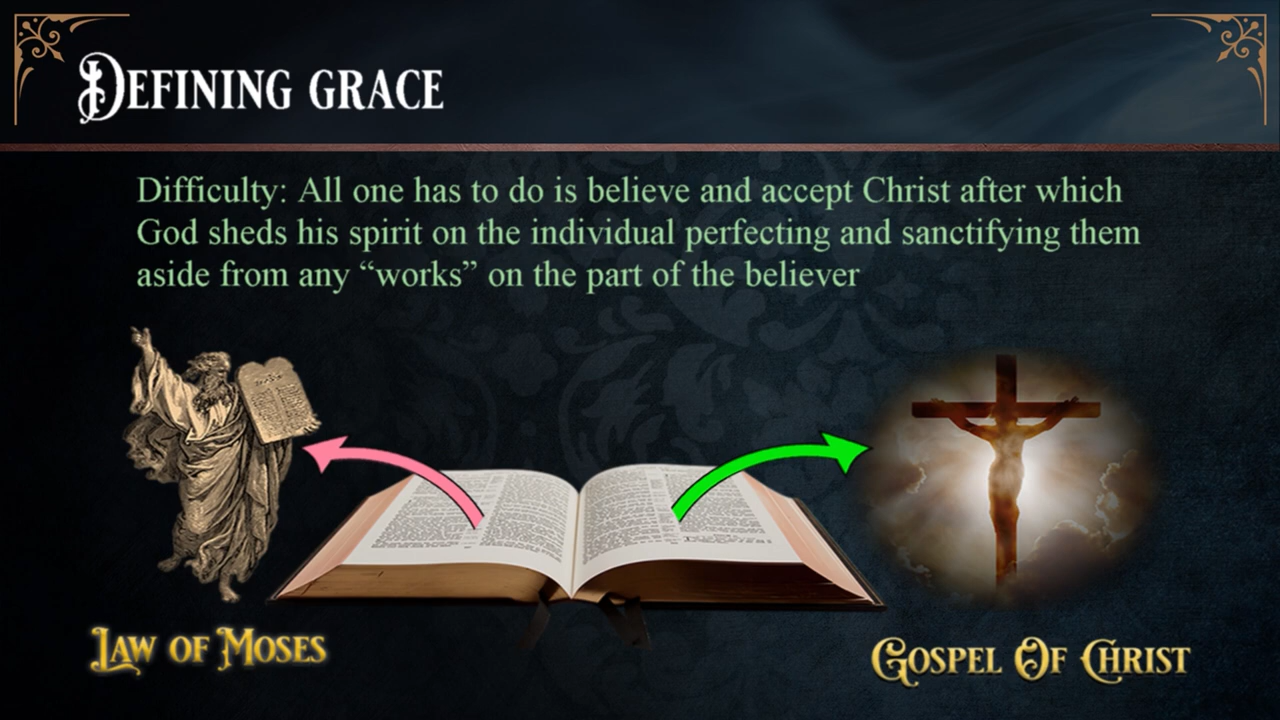 Defining grace
Difficulty: All one has to do is believe and accept Christ after which
God sheds his spirit on the individual perfecting and sanctifying them
aside from any “works” on the part of the believer
Law of Moses
Gospel Of Christ